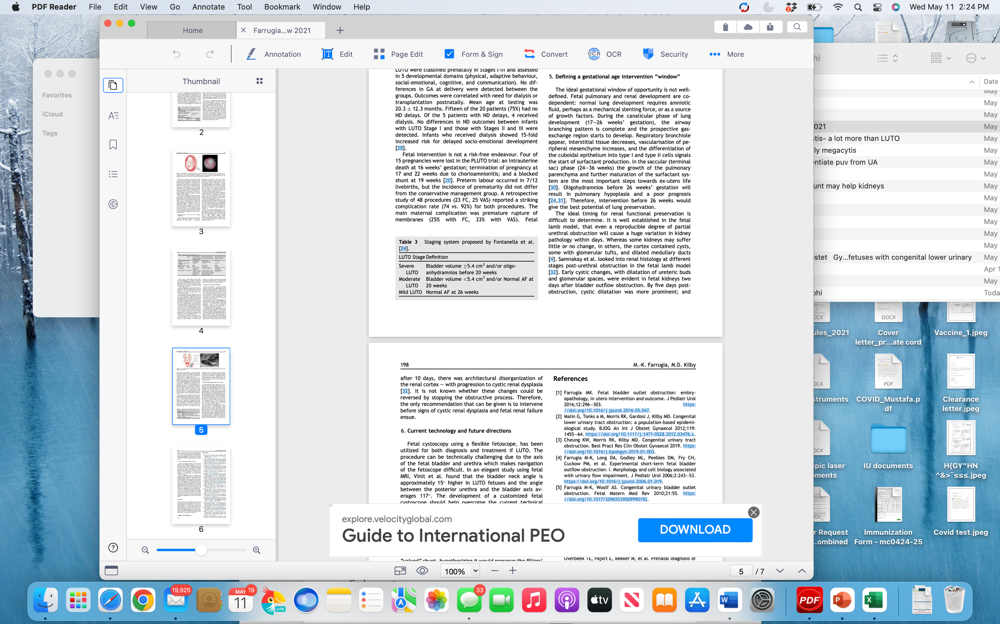 PDF Reader File Edit View Go Annotate Tool Bookmark Window Help
2
Wed May 11 2:24 PM
Home
Farrugia...w 2021
Annotation
Edit
Page Edit
Form & Sign
Convert
OCR
OCR
Security
More
Favorites
iCloud
Tags
Thumbnail
2
3
4
5
6
LUTO were classified prenatally in Stages I-III and assessed
in 5 developmental domains (physical, adaptive behaviour,
social-emotional, cognitive, and communication). No dif-
ferences in GA at delivery were detected between the
groups. Outcomes were correlated with need for dialysis or
transplantation postnatally. Mean age at testing was
20.3 ± 12.3 months. Fifteen of the 20 patients (75%) had no
ND delays. Of the 5 patients with ND delays, 4 received
dialysis. No differences in ND outcomes between infants
with LUTO Stage I and those with Stages II and III were
detected. Infants who received dialysis showed 15-fold
increased risk for delayed socio-emotional development
[28].
Fetal intervention is not a risk-free endeavour. Four of
15 pregnancies were lost in the PLUTO trial: an Intrauterine
death at 16 weeks' gestation; termination of pregnancy at
17 and 22 weeks due to chorioamnionitis; and a blocked
shunt at 19 weeks [20]. Preterm labour occurred in 7/12
livebirths, but the incidence of prematurity did not differ
from the conservative management group. A retrospective
study of 48 procedures (23 FC, 25 VAS) reported a striking
complication rate (74 vs. 92%) for both procedures. The
main maternal complication was premature rupture of
membranes (25% with FC, 33% with VAS). Fetal
Table 3 Staging system proposed by Fontanella et al.
[24].
LUTO Stage Definition
Severe Bladder volume ≥5.4 cm³ and/or oligo-
LUTO anhydramnios before 20 weeks
Moderate Bladder volume <5.4 cm³ and/or Normal AF at
LUTO 20 weeks
Mild LUTO Normal AF at 26 weeks
5. Defining a gestational age intervention "window"
The ideal gestational window of opportunity is not well-
defined. Fetal pulmonary and renal development are co-
dependent: normal lung development requires amniotic
fluid, perhaps as a mechanical stenting force, or as a source
of growth factors. During the canalicular phase of lung
development (17–26 weeks' gestation), the airway
branching pattern is complete and the prospective gas-
exchange region starts to develop. Respiratory bronchiole
appear, interstitial tissue decreases, vascularisation of pe-
ripheral mesenchyme increases, and the differentiation of
the cuboidal epithelium into type I and type II cells signals
the start of surfactant production. In the saccular (terminal
sac) phase (24–36 weeks) the growth of the pulmonary
parenchyma and further maturation of the surfactant sys-
tem are the most important steps towards ex-utero life
[30]. Oligohydramnios before 26 weeks' gestation will
result in pulmonary hypoplasia and a poor prognosis
[24,31]. Therefore, intervention before 26 weeks would
give the best potential of lung preservation.
The ideal timing for renal functional preservation is
difficult to determine. It is well established in the fetal
lamb model, that even a reproducible degree of partial
urethral obstruction will cause a huge variation in kidney
pathology within days. Whereas some kidneys may suffer
little or no change, in others, the cortex contained cysts,
some with glomerular tufts, and dilated medullary ducts
[4]. Samnakay et al. looked into renal histology at different
stages post-urethral obstruction in the fetal lamb model
[32]. Early cystic changes, with dilatation of ureteric buds
and glomerular spaces, were evident in fetal kidneys two
days after bladder outflow obstruction. By five days post-
obstruction, cystic dilatation was more prominent; and
198
M.-K. Farrugia, M.D. Kilby
after 10 days, there was architectural disorganization of
the renal cortex – with progression to cystic renal dysplasia
[32]. It is not known whether these changes could be
reversed by stopping the obstructive process. Therefore,
the only recommendation that can be given is to intervene
before signs of cystic renal dysplasia and fetal renal failure
ensue.
6. Current technology and future directions
Fetal cystoscopy using a flexible fetoscope, has been
utilized for both diagnosis and treatment if LUTO. The
procedure can be technically challenging due to the axis
of the fetal bladder and urethra which makes navigation
of the fetoscope difficult. In an elegant study using fetal
MRI, Vinit et al. found that the bladder neck angle is
approximately 15° higher in LUTO fetuses and the angle
between the posterior urethra and the bladder axis av-
erages 117°. The development of a customized fetal
cystoscope should help overcome the current technical
"valved" shunt, hypothesizing it would preserve the filling/
References
[1] Farrugia MK. Fetal bladder outlet obstruction: embry-
opathology, in utero intervention and outcome. J Pediatr Urol
2016;12:296–303. https:
//doi.org/10.1016/j.jpurol.2016.05.047.
[2] Malin G, Tonks a M, Morris RK, Gardosi J, Kilby MD. Congenital
lower urinary tract obstruction: a population-based epidemi-
ological study. BJOG An Int J Obstet Gynaecol 2012;119:
1455–64. https://doi.org/10.1111/j.1471-0528.2012.03476.x.
[3] Cheung KW, Morris RK, Kilby MD. Congenital urinary tract
obstruction. Best Pract Res Clin Obstet Gynaecol 2019. https:
//doi.org/10.1016/j.bpobgyn.2019.01.003.
[4] Farrugia M-K, Long DA, Godley ML, Peebles DM, Fry CH,
Cuckow PM, et al. Experimental short-term fetal bladder
outflow obstruction: I. Morphology and cell biology associated
with urinary flow impairment. J Pediatr Urol 2006;2:243–53.
https://doi.org/10.1016/j.jpurol.2006.01.019.
[5] Farrugia M-K, Woolf AS. Congenital urinary bladder outlet
obstruction. Fetal Matern Med Rev 2010;21:55. https:
//doi.org/10.1017/S0965539509990192.
Overbeek TE, Pajkrt E, Bekker M, et al. Prenatal diagnosis of
explore.velocityglobal.com
Guide to International PEO
DOWNLOAD
100%
5 / 7
hi
Date
May
May
May
021 May
stis- a lot more than LUTO May
ly megacytis May
entiate puv from UA May
May
unt may help kidneys May
May
May
May
May
May
ostet Gy...fetuses with congenital lower urinary May
Apr 1
May
phi Toda
OCX
DOCX
ules_2021
Cover
letter_pr...ate cord
Vaccine_1.jpeg
OCX
PDF
struments
COVID_Mustafa.p
df
Clearance
letter.jpeg
OCX
pic laser
ments
IU documents
H{GY"HN
^&>¯≤≤≤.jpeg
OC
r Request
...ombined
Immunization
Form - mc0424-25
Covid test.jpeg
19,925
MAY
19
11
LITE
33
tv
W
PDF
P
X
PDF